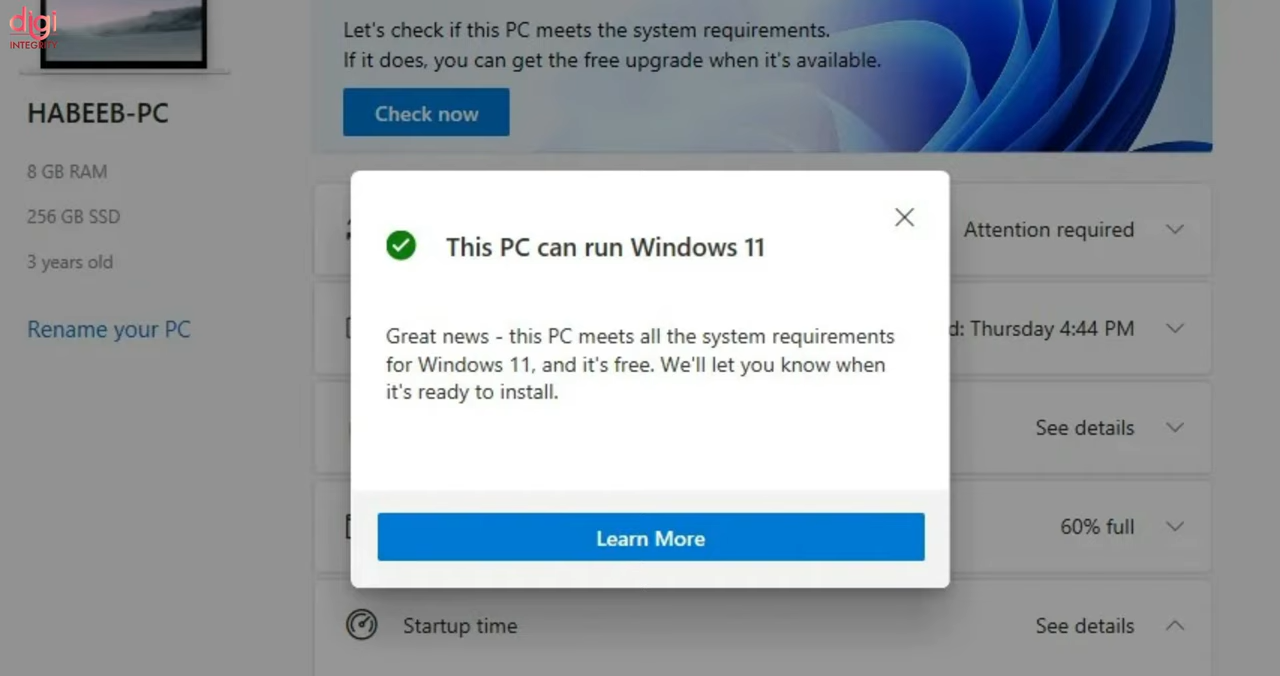 digi
INTEGRITY
Let's check if this PC meets the system requirements.
If it does, you can get the free upgrade when it's available.
Check now
HABEEB-PC
8 GB RAM
256 GB SSD
3 years old
Rename your PC
This PC can run Windows 11
Great news - this PC meets all the system requirements
for Windows 11, and it's free. We'll let you know when
it's ready to install.
Learn More
Attention required
d: Thursday 4:44 PM
See details
60% full
Startup time
See details